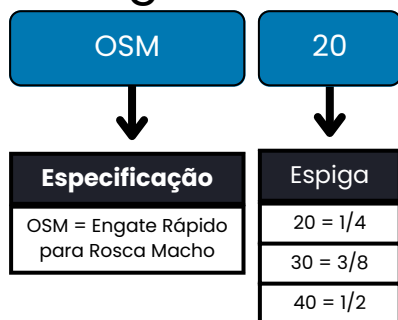 OSM
20
Especificação
OSM = Engate Rápido
para Rosca Macho
Espiga
20 = 1/4
30 = 3/8
40 = 1/2